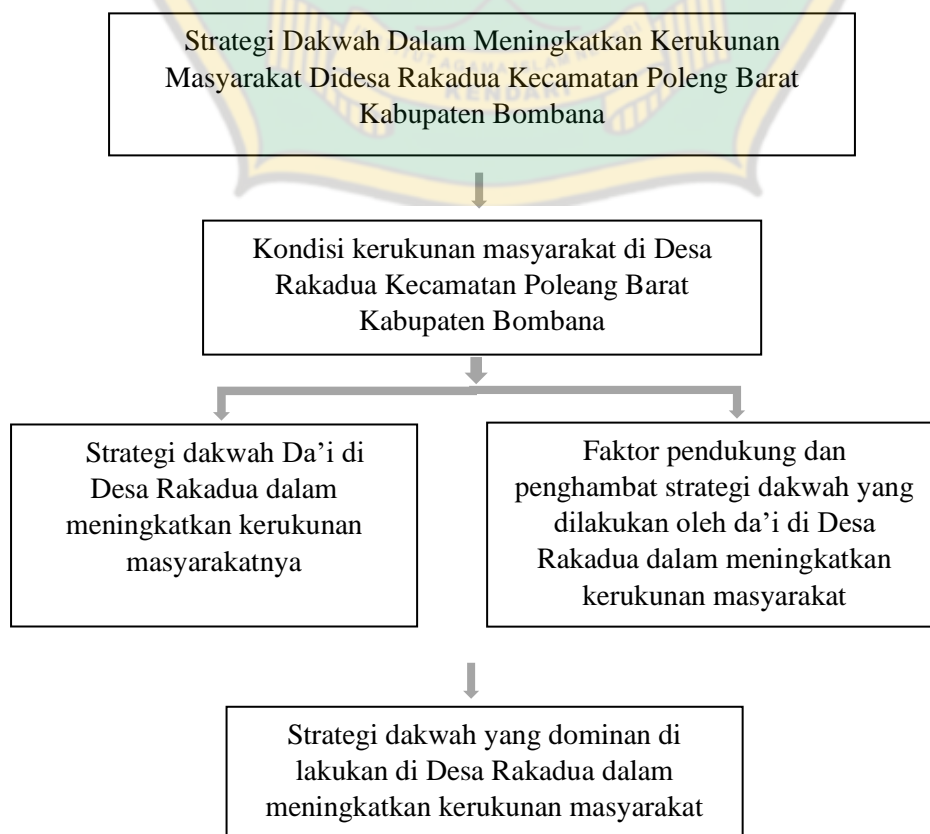 Strategi Dakwah Dalam Meningkatkan Kerukunan
Masyarakat Didesa Rakadua Kecamatan Poleng Barat
Kabupaten Bombana
KENDARI
Kondisi kerukunan masyarakat di Desa
Rakadua Kecamatan Poleang Barat
Kabupaten Bombana
Strategi dakwah Da’i di
Desa Rakadua dalam
meningkatkan kerukunan
masyarakatnya
Faktor pendukung dan
penghambat strategi dakwah yang
dilakukan oleh da’i di Desa
Rakadua dalam meningkatkan
kerukunan masyarakat
Strategi dakwah yang dominan di
lakukan di Desa Rakadua dalam
meningkatkan kerukunan masyarakat